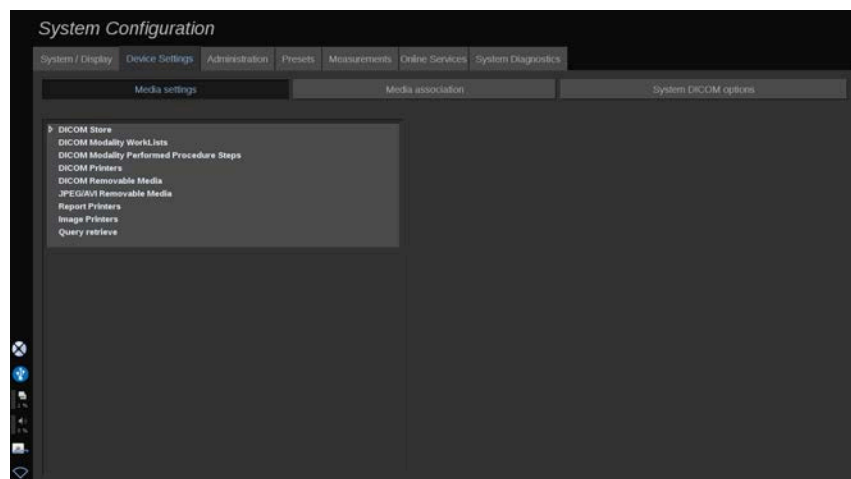 System Configuration
System / Display Device Settings Administration Presets Measurements Online Services System Diagnostics
Media settings Media association System DICOM options
DICOM Store
DICOM Modality WorkLists
DICOM Modality Performed Procedure Steps
DICOM Printers
DICOM Removable Media
JPEG/AVI Removable Media
Report Printers
Image Printers
Query retrieve